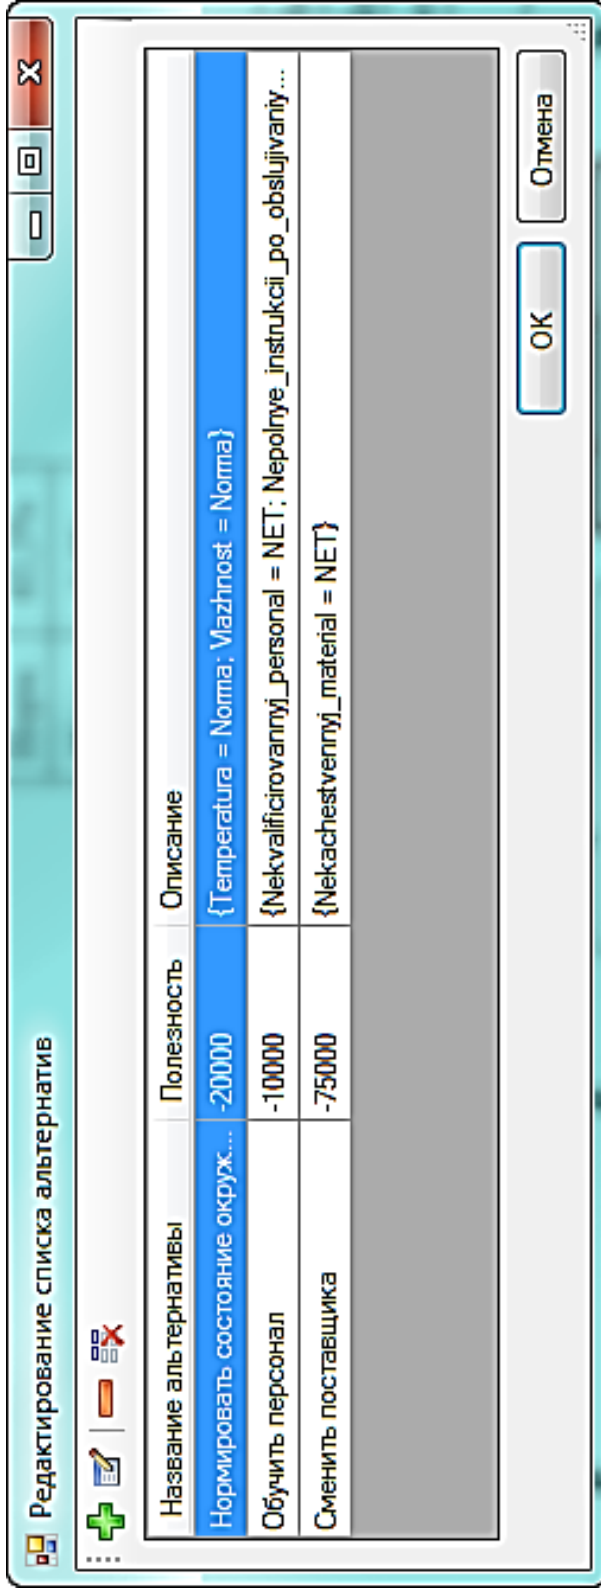 Редактирование списка альтернатив
Название альтернативы Полезность Описание
Нормировать состояние окруж... -20000 {Temperatura = Norma; Vlazhnost = Norma}
Обучить персонал -10000 {Nekvalificirovannyj_personal = NET; Nepolnye_instrukcii_po_obslujivaniy...
Сменить поставщика -75000 {Nekachestvennyj_material = NET}
OK Отмена